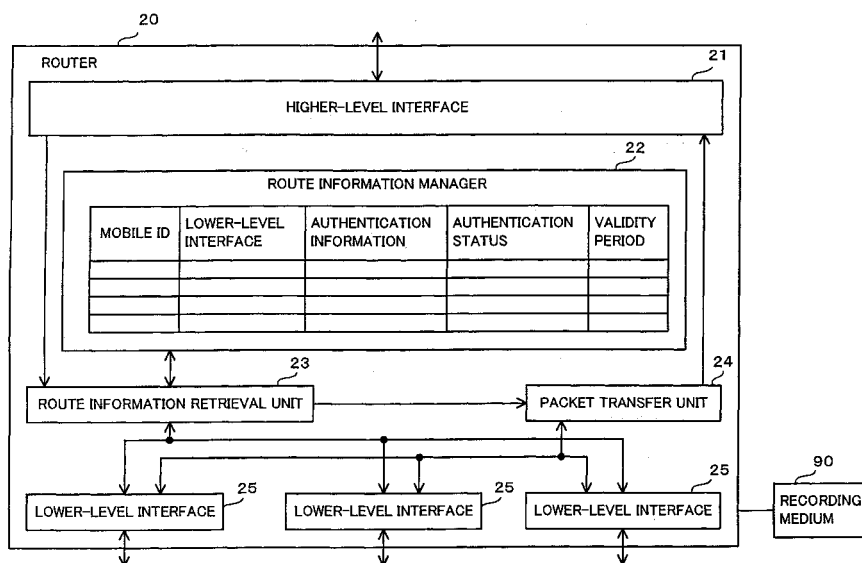 20
ROUTER
21
HIGHER-LEVEL INTERFACE
22
ROUTE INFORMATION MANAGER
MOBILE ID
LOWER-LEVEL
INTERFACE
AUTHENTICATION
INFORMATION
AUTHENTICATION
STATUS
VALIDITY
PERIOD
23
ROUTE INFORMATION RETRIEVAL UNIT
24
PACKET TRANSFER UNIT
25
LOWER-LEVEL INTERFACE
25
LOWER-LEVEL INTERFACE
25
LOWER-LEVEL INTERFACE
90
RECORDING
MEDIUM